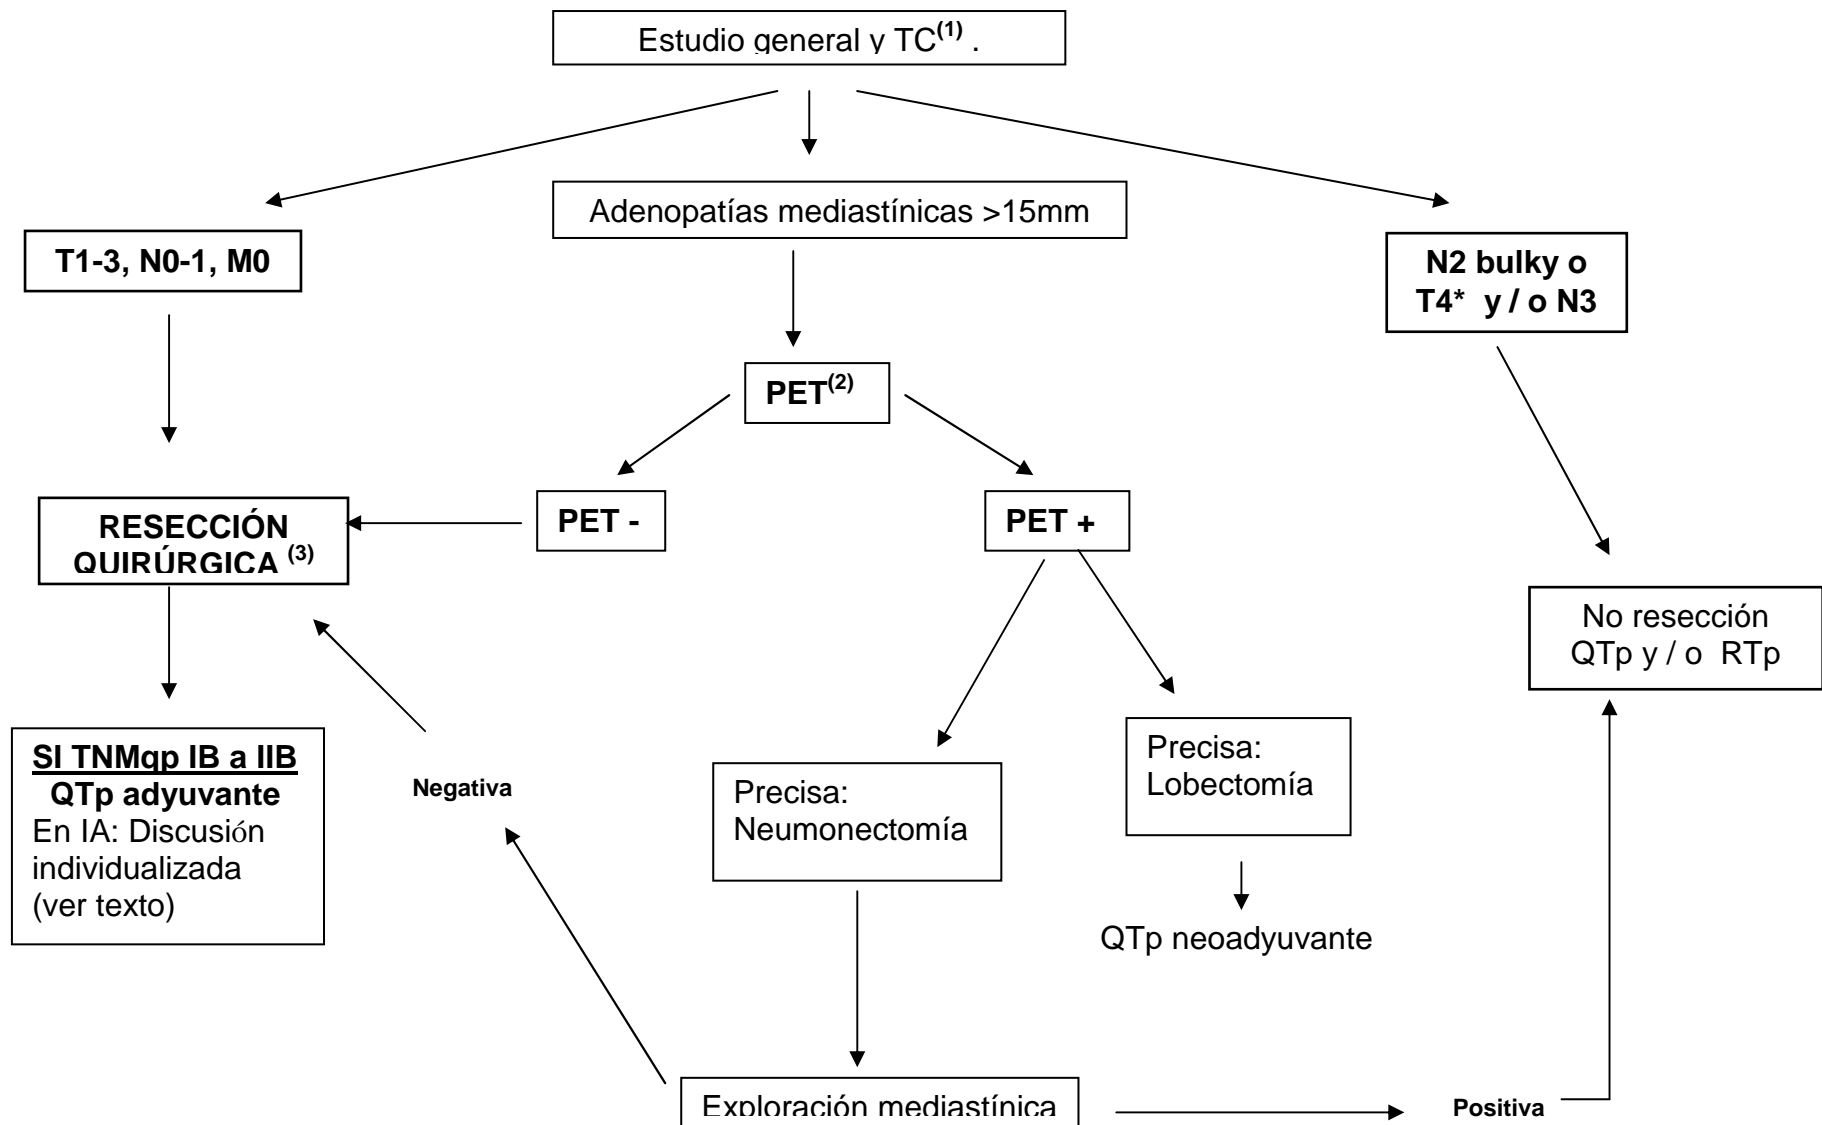 Estudio general y TC(1) .
Adenopatías mediastínicas >15mm
T1-3, N0-1, M0
N2 bulky o
T4* y / o N3
PET(2)
PET -
PET +
RESECCIÓN
QUIRÚRGICA (3)
No resección
QTp y / o RTp
SI TNMqp IB a IIB
QTp adyuvante
En IA: Discusión
individualizada
(ver texto)
Negativa
Precisa:
Neumonectomía
Precisa:
Lobectomía
QTp neoadyuvante
Exploración mediastínica
Positiva